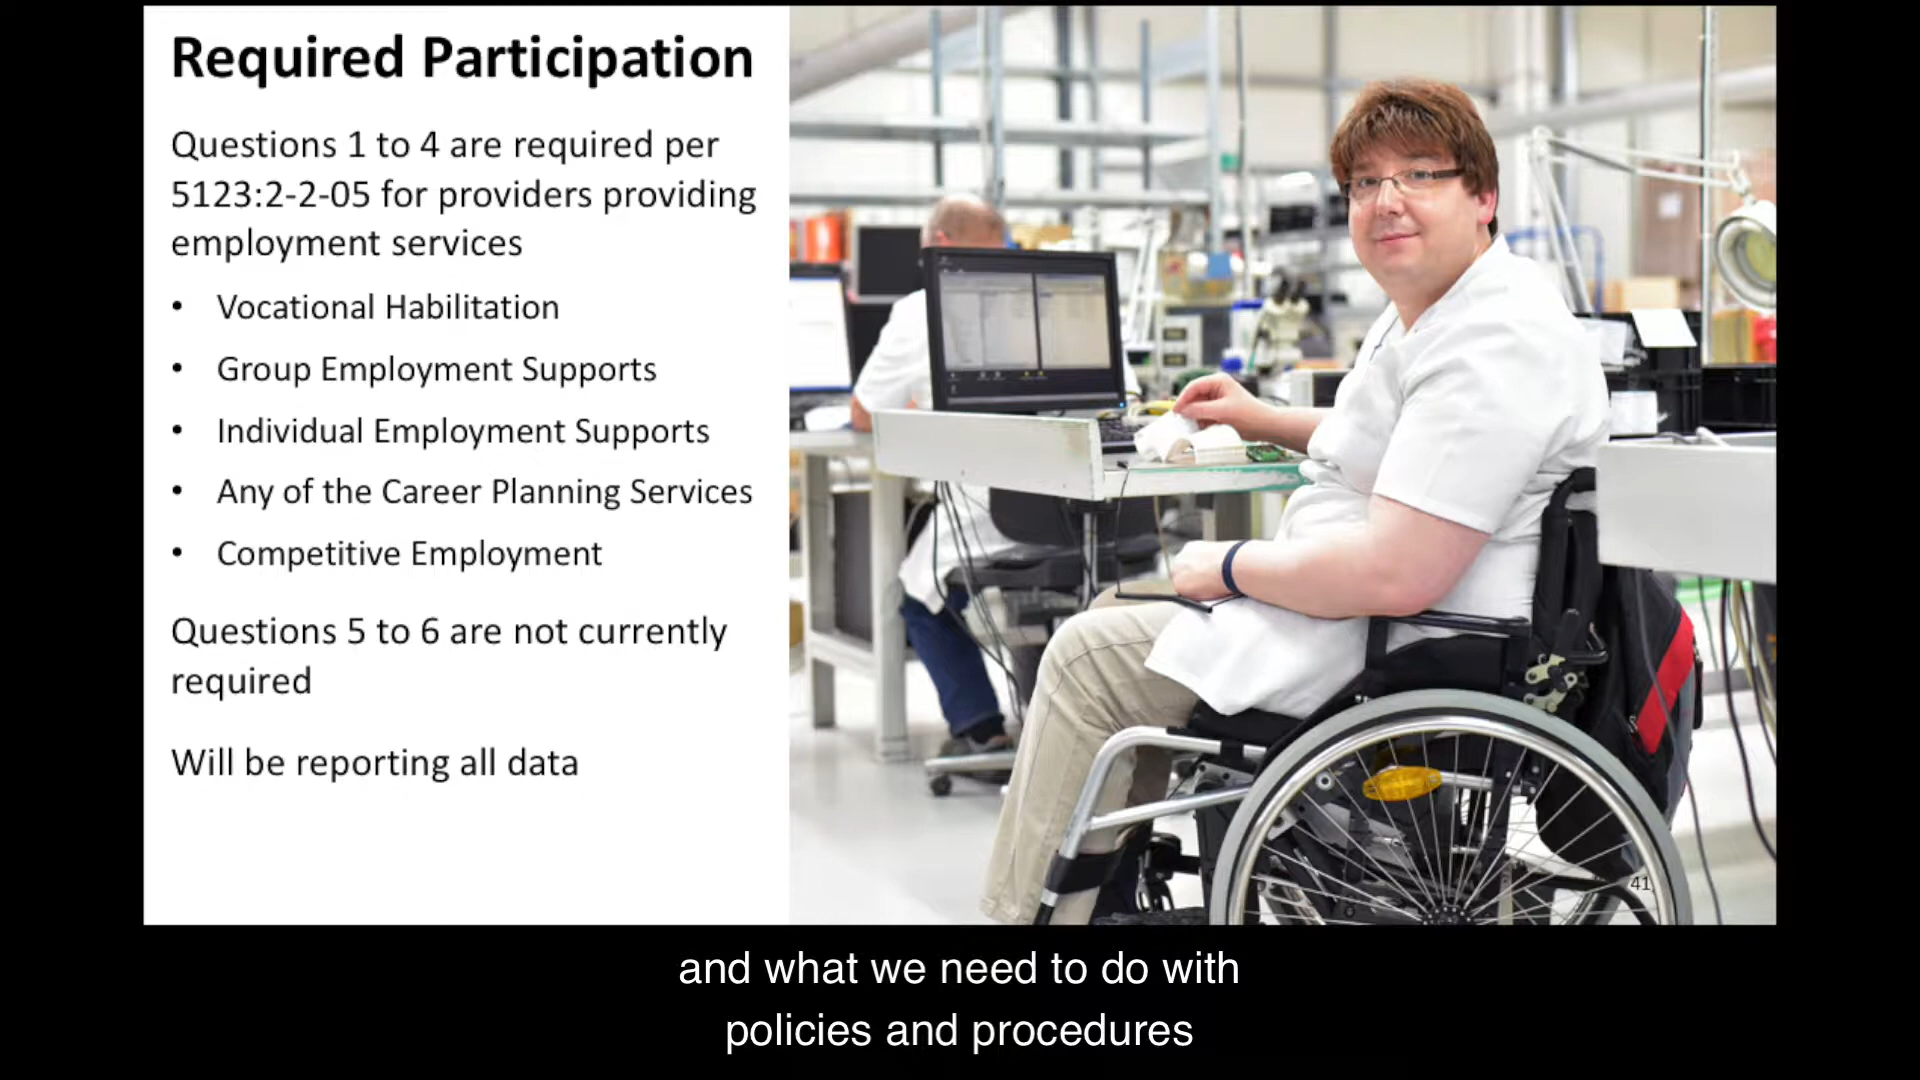 Required Participation
Questions 1 to 4 are required per
5123:2-2-05 for providers providing
employment services
• Vocational Habilitation
• Group Employment Supports
• Individual Employment Supports
• Any of the Career Planning Services
• Competitive Employment
Questions 5 to 6 are not currently
required
Will be reporting all data
41
and what we need to do with
policies and procedures